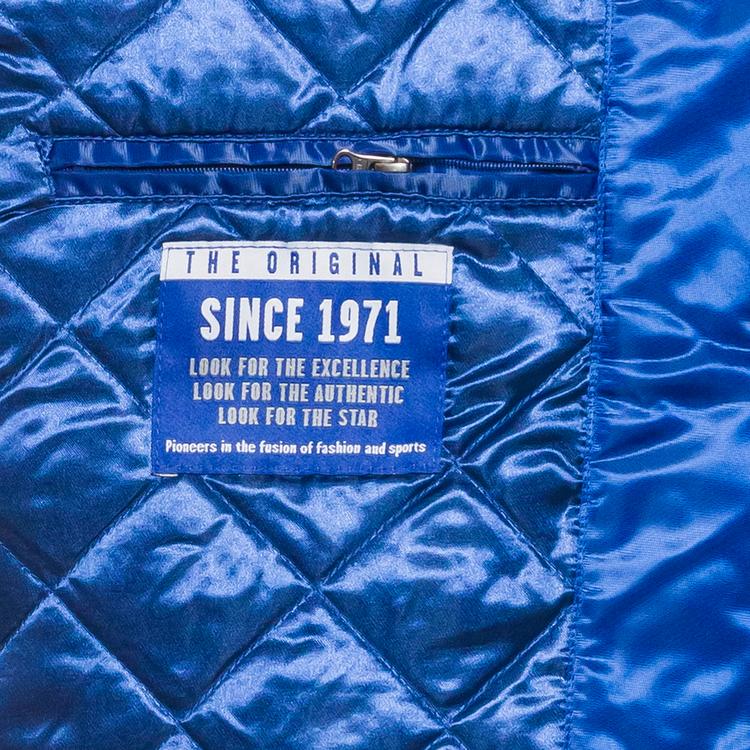 THE ORIGINAL
SINCE 1971
LOOK FOR THE EXCELLENCE
LOOK FOR THE AUTHENTIC
LOOK FOR THE STAR
Pioneers in the fusion of fashion and sports